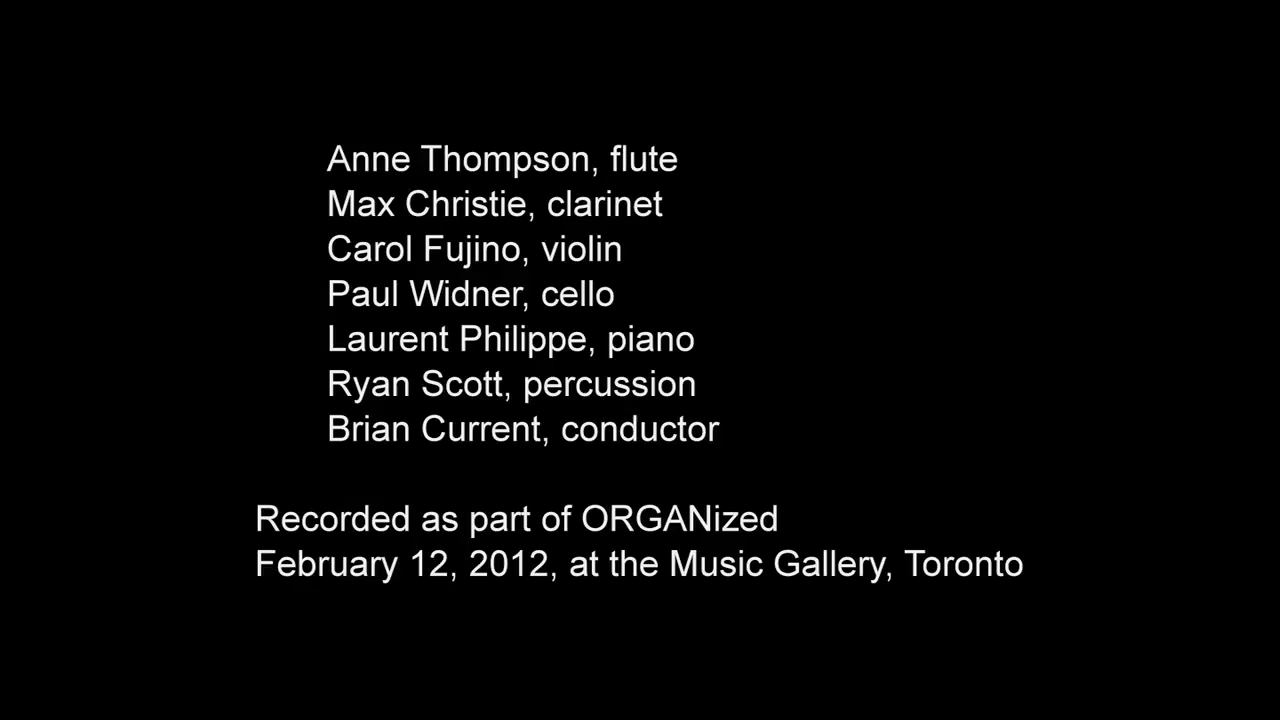 Anne Thompson, flute
Max Christie, clarinet
Carol Fujino, violin
Paul Widner, cello
Laurent Philippe, piano
Ryan Scott, percussion
Brian Current, conductor
Recorded as part of ORGANized
February 12, 2012, at the Music Gallery, Toronto